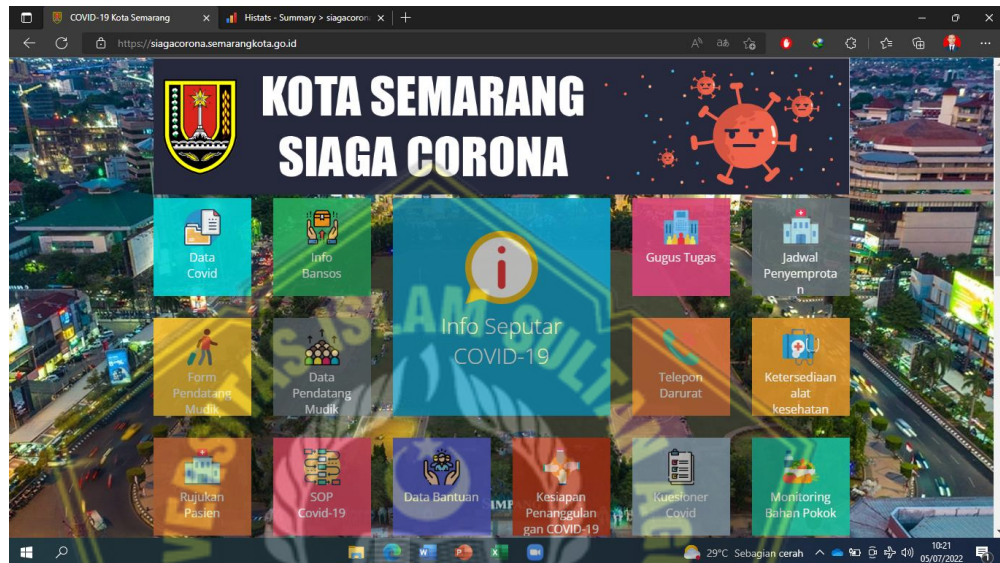 COVID-19 Kota Semarang
Histats - Summary > siagacoron
https://siagacorona.semarangkota.go.id
KOTA SEMARANG
SIAGA CORONA
Data
Covid
Info
Bansos
Info Seputar
COVID-19
Gugus Tugas
Jadwal
Penyemprota
n
Form
Pendatang
Mudik
Data
Pendatang
Mudik
Telepon
Darurat
Ketersediaan
alat
kesehatan
Rujukan
Pasien
SOP
Covid-19
Data Bantuan
Kesiapan
Penanggulan
gan COVID-19
Kuesioner
Covid
Monitoring
Bahan Pokok
SIMP
ISLAM SULTAN
29°C Sebagian cerah
10:21
05/07/2022